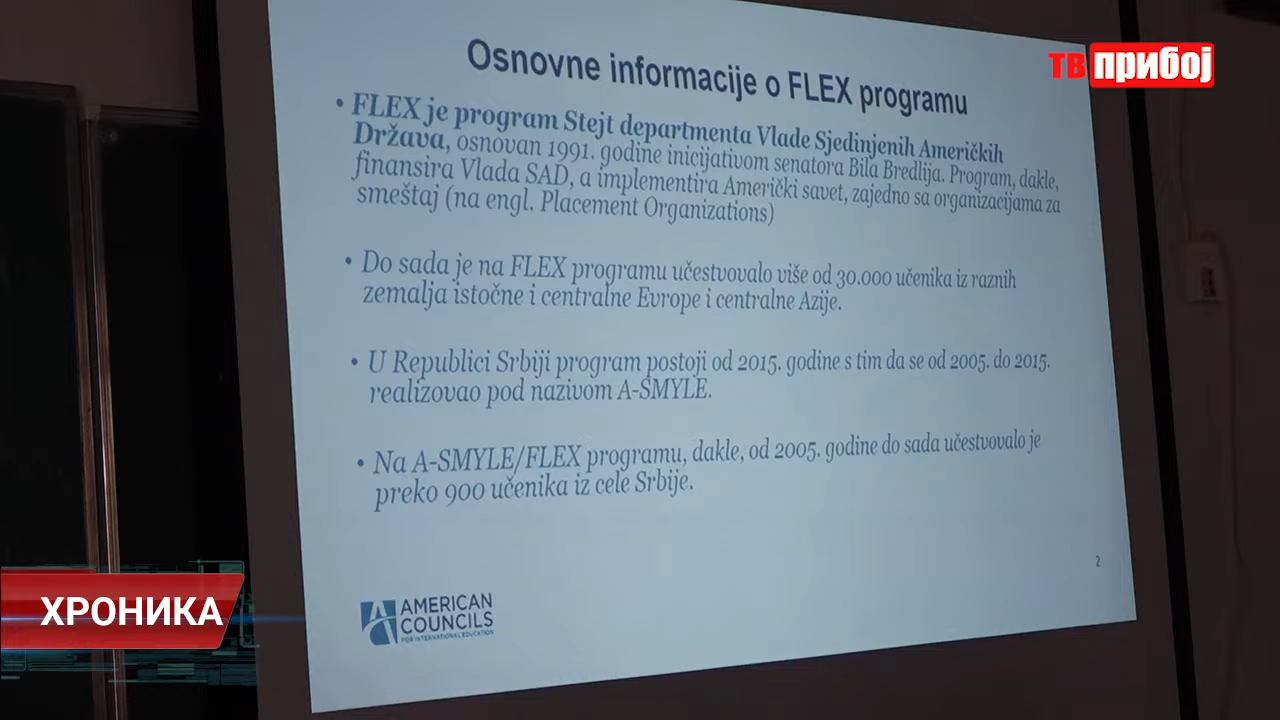 ТВ прибој
Osnovne informacije o FLEX programu
• FLEX je program Stejt departmenta Vlade Sjedinjenih Američkih
Država, osnovan 1991. godine inicijativom senatora Bila Bredlija. Program, dakle,
finansira Vlada SAD, a implementira Američki savet, zajedno sa organizacijama za
smeštaj (na engl. Placement Organizations)
• Do sada je na FLEX programu učestvovalo više od 30.000 učenika iz raznih
zemalja istočne i centralne Evrope i centralne Azije.
• U Republici Srbiji program postoji od 2015. godine s tim da se od 2005. do 2015.
realizovao pod nazivom A-SMYLE.
• Na A-SMYLE/FLEX programu, dakle, od 2005. godine do sada učestvovalo je
preko 900 učenika iz cele Srbije.
2
AMERICAN
COUNCILS
FOR INTERNATIONAL EDUCATION
ХРОНИКА